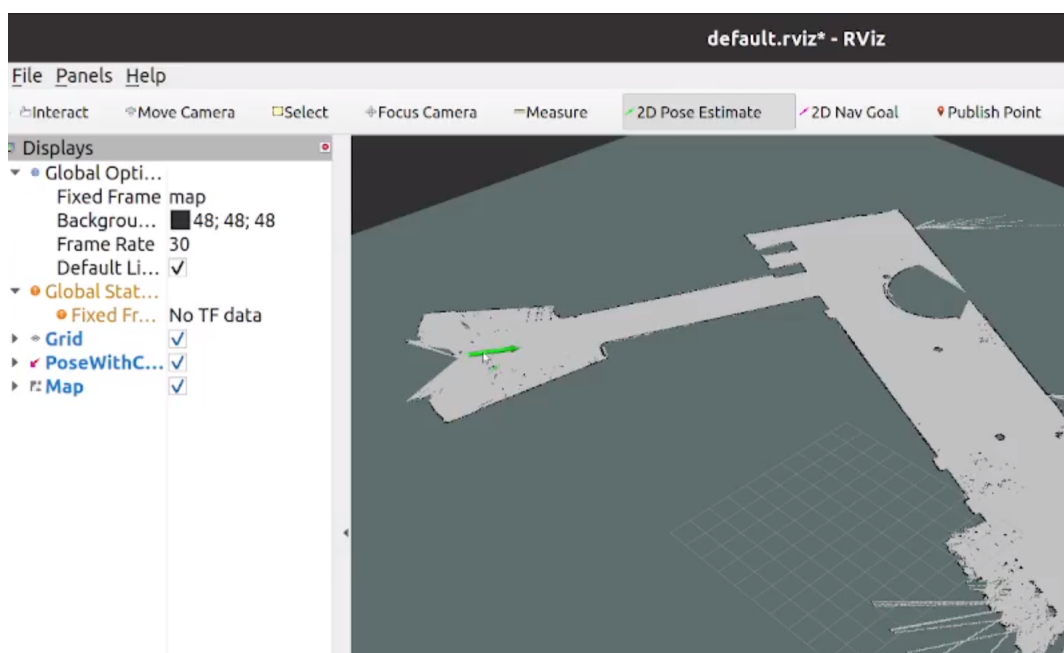 default.rviz* - RViz
File Panels Help
Interact Move Camera Select Focus Camera Measure 2D Pose Estimate 2D Nav Goal Publish Point
Displays
Global Opti...
Fixed Frame map
Backgrou... 48; 48; 48
Frame Rate 30
Default Li...
Global Stat...
Fixed Fr... No TF data
Grid
PoseWithC...
Map